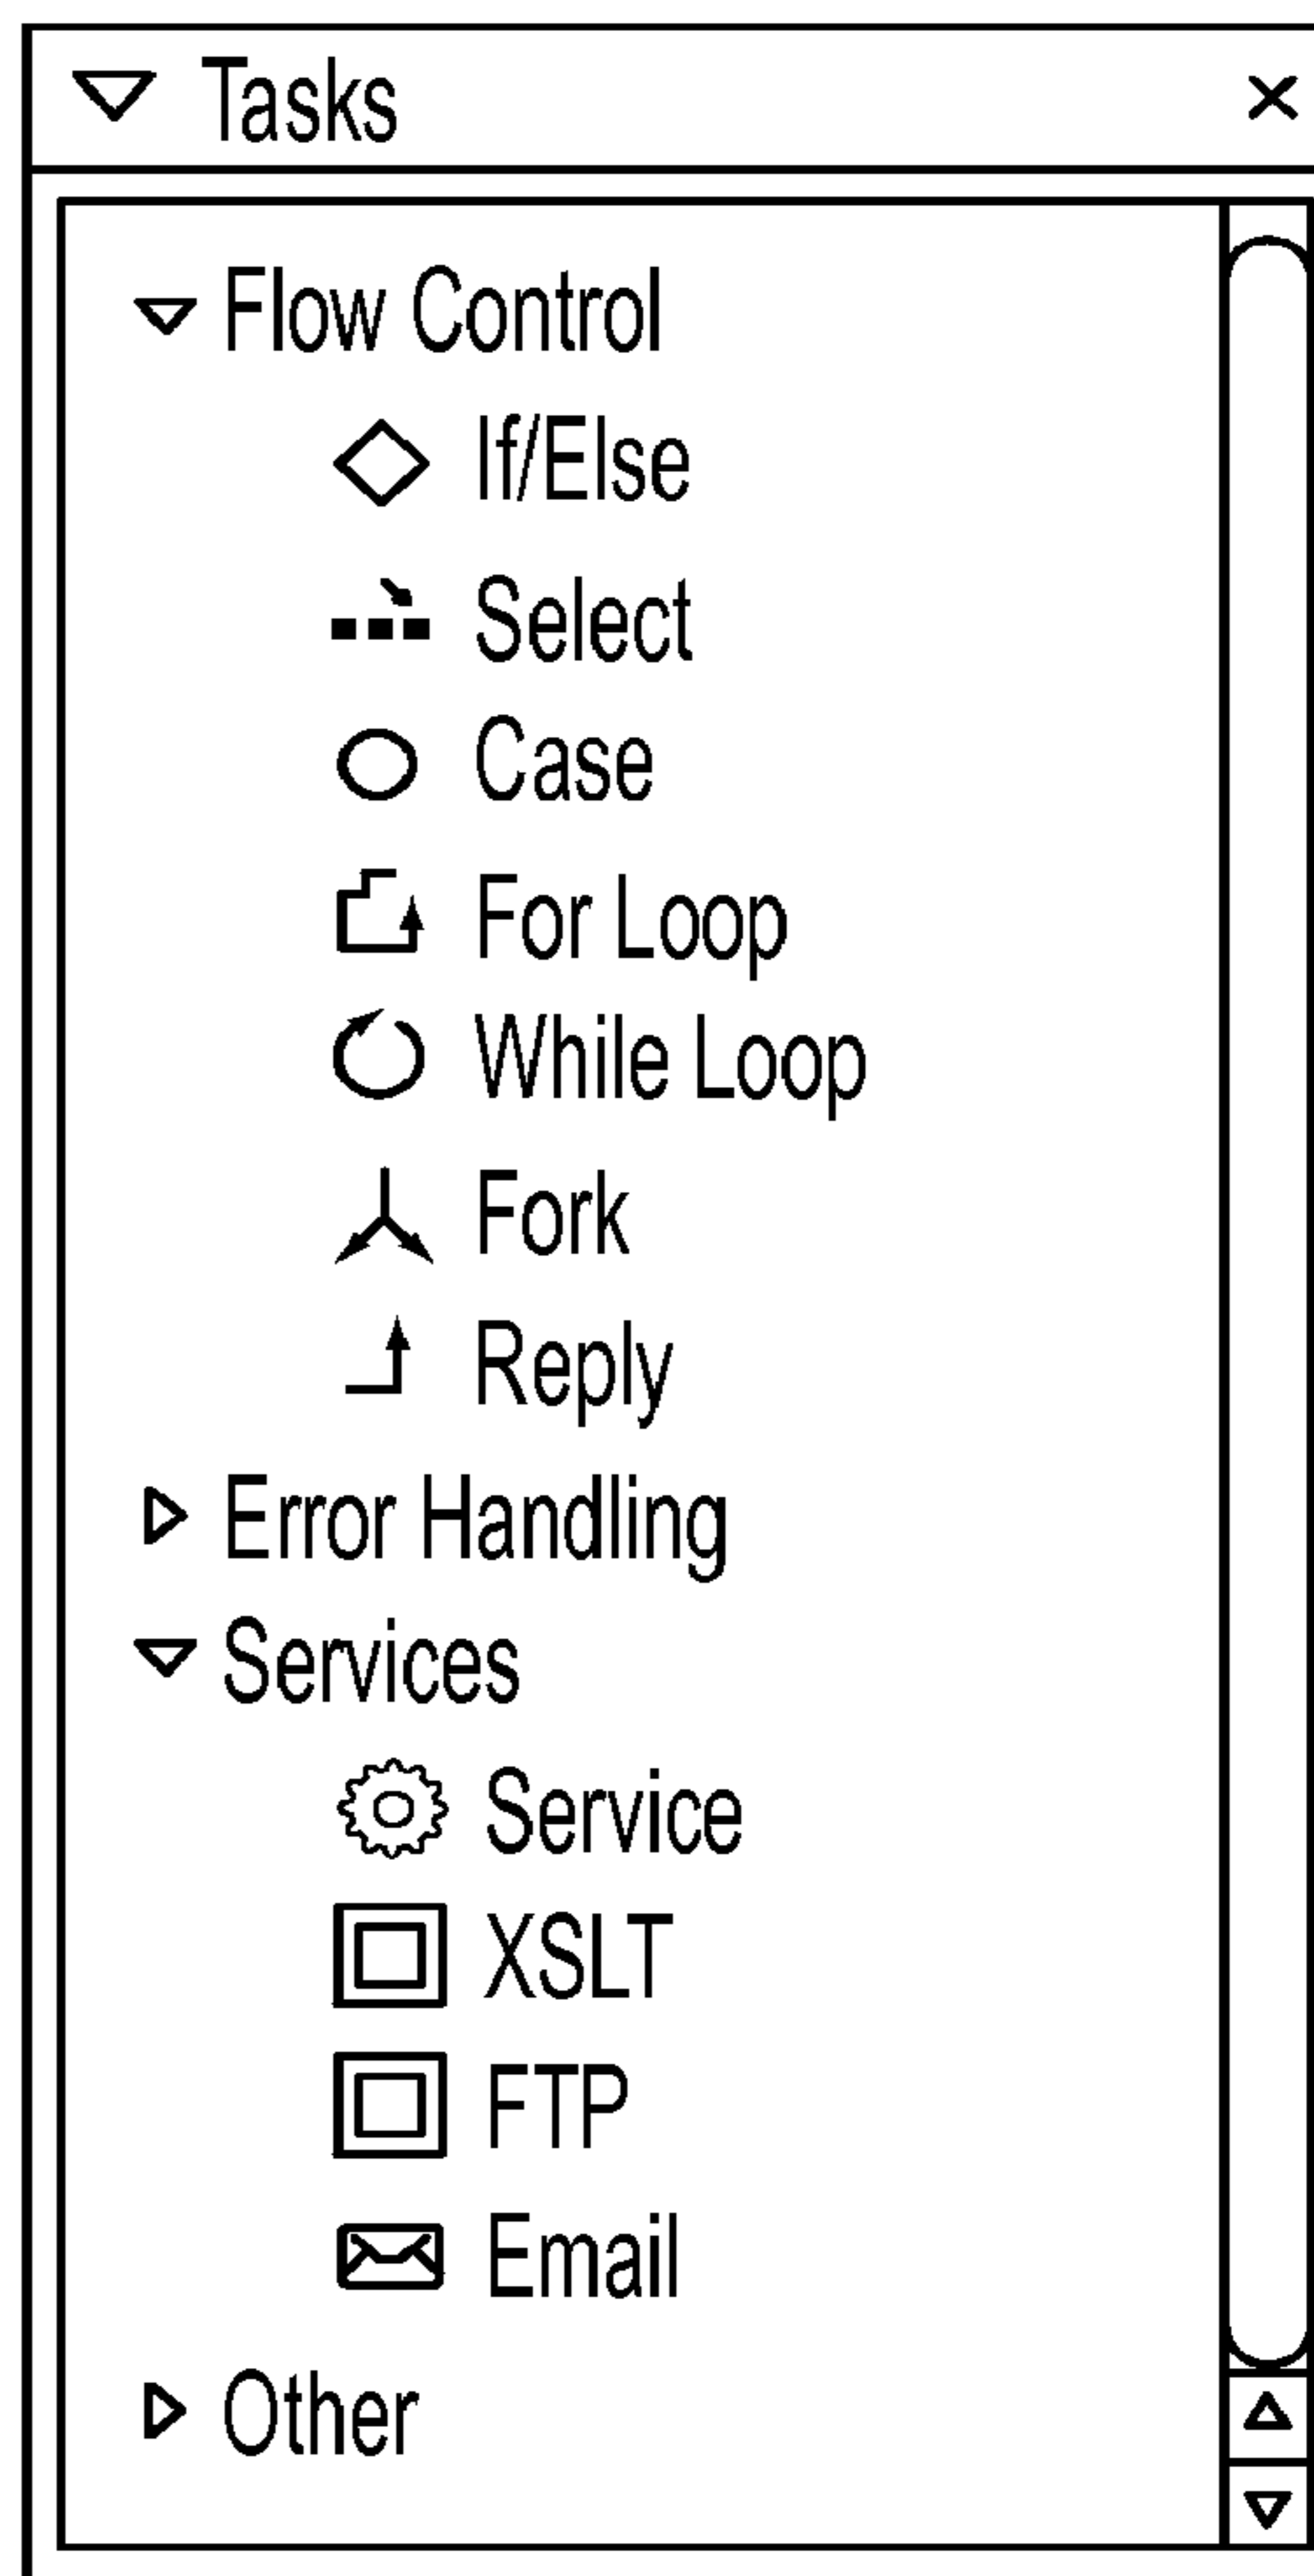 Tasks
Flow Control
If/Else
Select
Case
For Loop
While Loop
Fork
Reply
Error Handling
Services
Service
XSLT
FTP
Email
Other